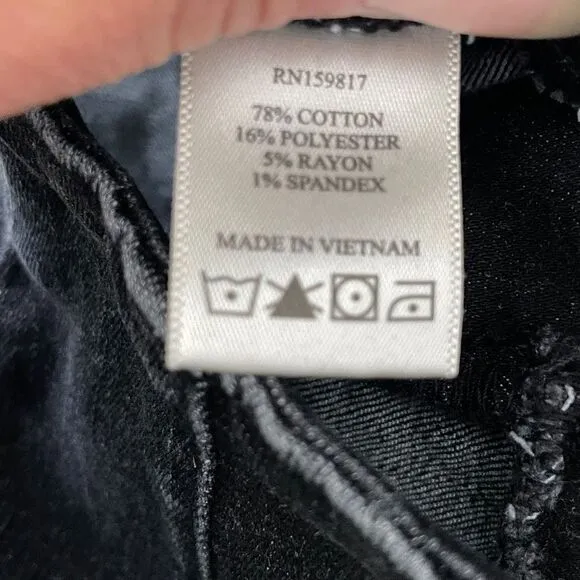 RN159817
78% COTTON
16% POLYESTER
5% RAYON
1% SPANDEX
MADE IN VIETNAM